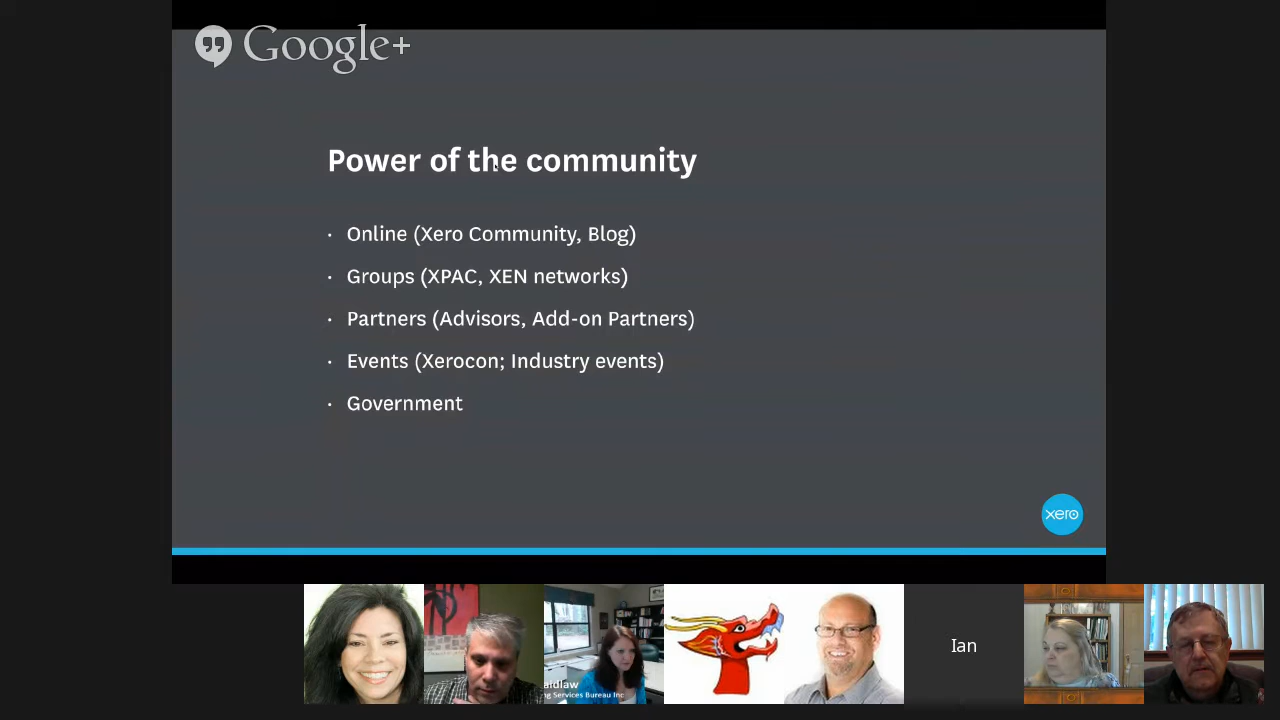 Google+
Power of the community
· Online (Xero Community, Blog)
· Groups (XPAC, XEN networks)
· Partners (Advisors, Add-on Partners)
· Events (Xerocon; Industry events)
· Government
xero
aidlaw
g Services Bureau Inc
Ian